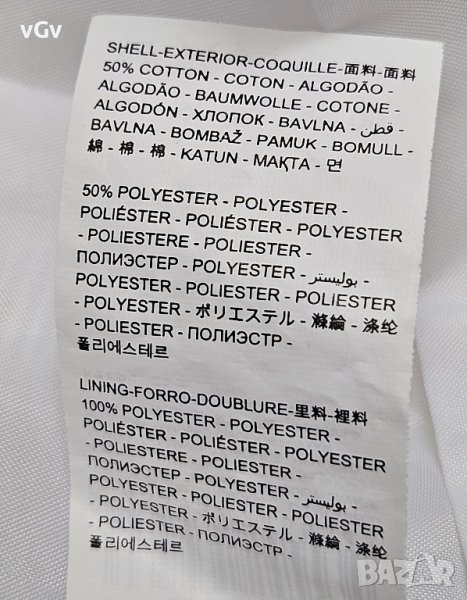 vGv
SHELL-EXTERIOR-COQUILLE-面料-面料
50% COTTON - COTON - ALGODÃO -
ALGODÃO - BAUMWOLLE - COTONE -
ALGODÓN - ХЛОПОК - BAVLNA - قطن -
BAVLNA - BOMBAŽ - PAMUK - BOMULL -
綿 - 棉 - 棉 - KATUN - МАҚТА - 면
50% POLYESTER - POLYESTER -
POLIÉSTER - POLIÉSTER - POLYESTER
- POLIESTERE - POLIESTER -
ПОЛИЭСТЕР - POLYESTER - بوليستر -
POLYESTER - POLIESTER - POLIESTER
- POLYESTER - ポリエステル - 滌綸 - 涤纶
- POLIESTER - ПОЛИЭСТР -
폴리에스테르
LINING-FORRO-DOUBLURE-里料-裡料
100% POLYESTER - POLYESTER -
POLIÉSTER - POLIÉSTER - POLYESTER
- POLIESTERE - POLIESTER -
ПОЛИЭСТЕР - POLYESTER - بوليستر -
POLYESTER - POLIESTER - POLIESTER
- POLYESTER - ポリエステル - 滌綸 - 涤纶
- POLIESTER - ПОЛИЭСТР -
폴리에스테르
BAZAR